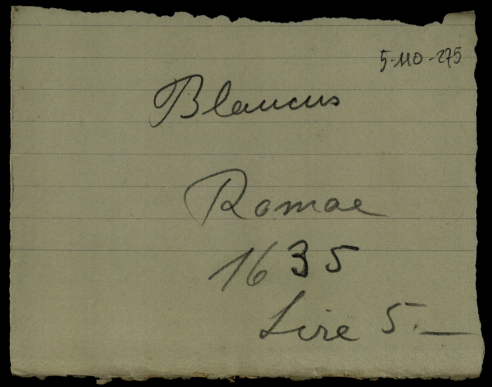 5-110-275
Blancus
Romae
1635
Lire 5.—